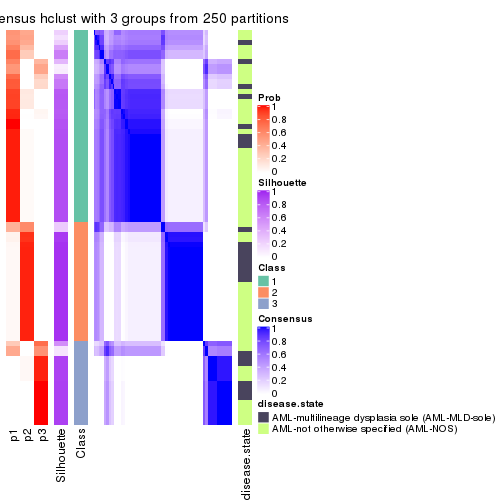 ensus hclust with 3 groups from 250 partitions
Prob
1
0.8
0.6
0.4
0.2
0
Silhouette
1
0.8
0.6
0.4
0.2
0
Class
1
2
3
Consensus
1
0.8
0.6
0.4
0.2
0
disease.state
AML-multilineage dysplasia sole (AML-MLD-sole)
AML-not otherwise specified (AML-NOS)
p1
p2
p3
Silhouette
Class
disease.state